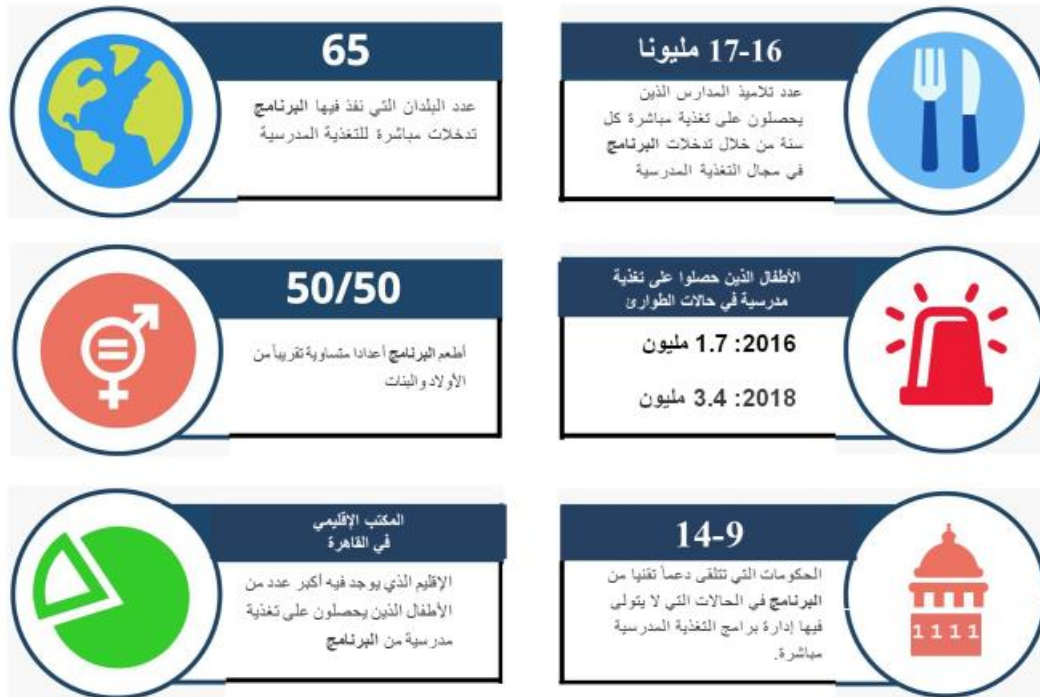 17-16 مليونا
عدد تلاميذ المدارس الذين
يحصلون على تغذية مباشرة كل
سنة من خلال تدخلات البرنامج
في مجال التغذية المدرسية
65
عدد البلدان التي نفذ فيها البرنامج
تدخلات مباشرة للتغذية المدرسية
الأطفال الذين حصلوا على تغذية
مدرسية في حالات الطوارئ
2016: 1.7 مليون
2018: 3.4 مليون
50/50
أطعم البرنامج أعدادا متساوية تقريباً من
الأولاد والبنات
14-9
الحكومات التي تتلقى دعماً تقنيا من
البرنامج في الحالات التي لا يتولى
فيها إدارة برامج التغذية المدرسية
مباشرة.
1 1 1 1
المكتب الإقليمي
في القاهرة
الإقليم الذي يوجد فيه أكبر عدد من
الأطفال الذين يحصلون على تغذية
مدرسية من البرنامج